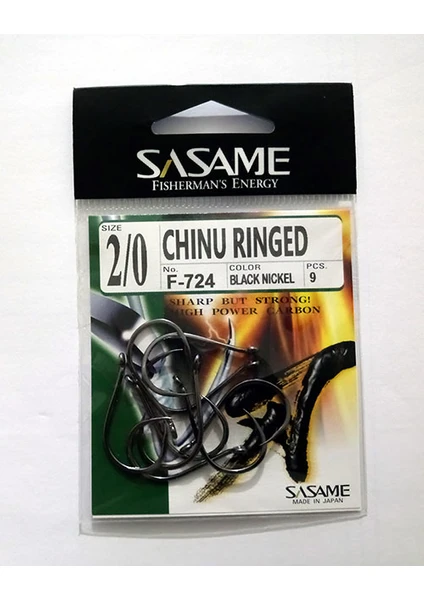 SASAME
FISHERMAN'S ENERGY
SIZE
2/0
CHINU RINGED
No.
F-724
COLOR
BLACK NICKEL
PCS.
9
SHARP BUT STRONG!
HIGH POWER CARBON
SASAME
MADE IN JAPAN